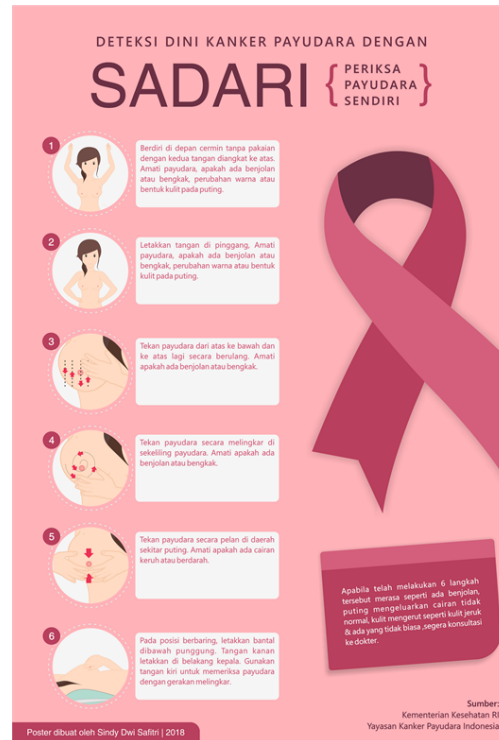 DETEKSI DINI KANKER PAYUDARA DENGAN
SADARI
{ PERIKSA
PAYUDARA
SENDIRI }
1
Berdiri di depan cermin tanpa pakaian
dengan kedua tangan diangkat ke atas.
Amati payudara, apakah ada benjolan
atau bengkak, perubahan warna atau
bentuk kulit pada puting.
2
Letakkan tangan di pinggang, Amati
payudara, apakah ada benjolan atau
bengkak, perubahan warna atau bentuk
kulit pada puting.
3
Tekan payudara dari atas ke bawah dan
ke atas lagi secara berulang. Amati
apakah ada benjolan atau bengkak.
4
Tekan payudara secara melingkar di
sekeliling payudara. Amati apakah ada
benjolan atau bengkak.
5
Tekan payudara secara pelan di daerah
sekitar puting. Amati apakah ada cairan
keruh atau berdarah.
6
Pada posisi berbaring, letakkan bantal
dibawah punggung. Tangan kanan
letakkan di belakang kepala. Gunakan
tangan kiri untuk memeriksa payudara
dengan gerakan melingkar.
Apabila telah melakukan 6 langkah
tersebut merasa seperti ada benjolan,
puting mengeluarkan cairan tidak
normal, kulit mengerut seperti kulit jeruk
& ada yang tidak biasa ,segera konsultasi
ke dokter.
Sumber:
Kementerian Kesehatan RI
Yayasan Kanker Payudara Indonesia
Poster dibuat oleh Sindy Dwi Safitri | 2018